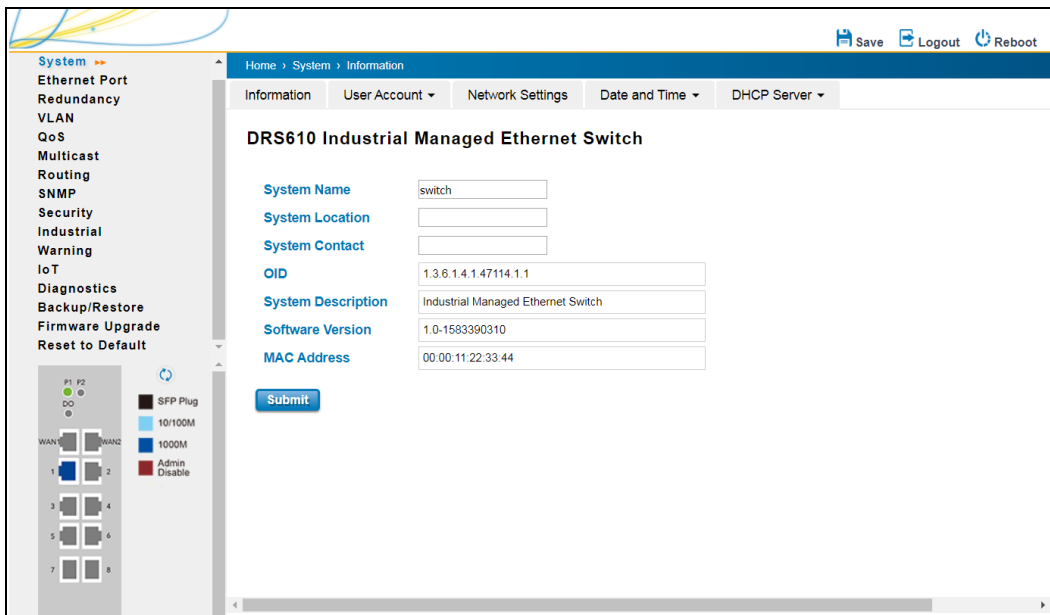 Save Logout Reboot
System
Ethernet Port
Redundancy
VLAN
QoS
Multicast
Routing
SNMP
Security
Industrial
Warning
IoT
Diagnostics
Backup/Restore
Firmware Upgrade
Reset to Default
P1 P2
DO
WAN1 WAN2
1 2
3 4
5 6
7 8
SFP Plug
10/100M
1000M
Admin
Disable
Home › System › Information
Information User Account Network Settings Date and Time DHCP Server
DRS610 Industrial Managed Ethernet Switch
System Name switch
System Location
System Contact
OID 1.3.6.1.4.1.47114.1.1
System Description Industrial Managed Ethernet Switch
Software Version 1.0-1583390310
MAC Address 00:00:11:22:33:44
Submit